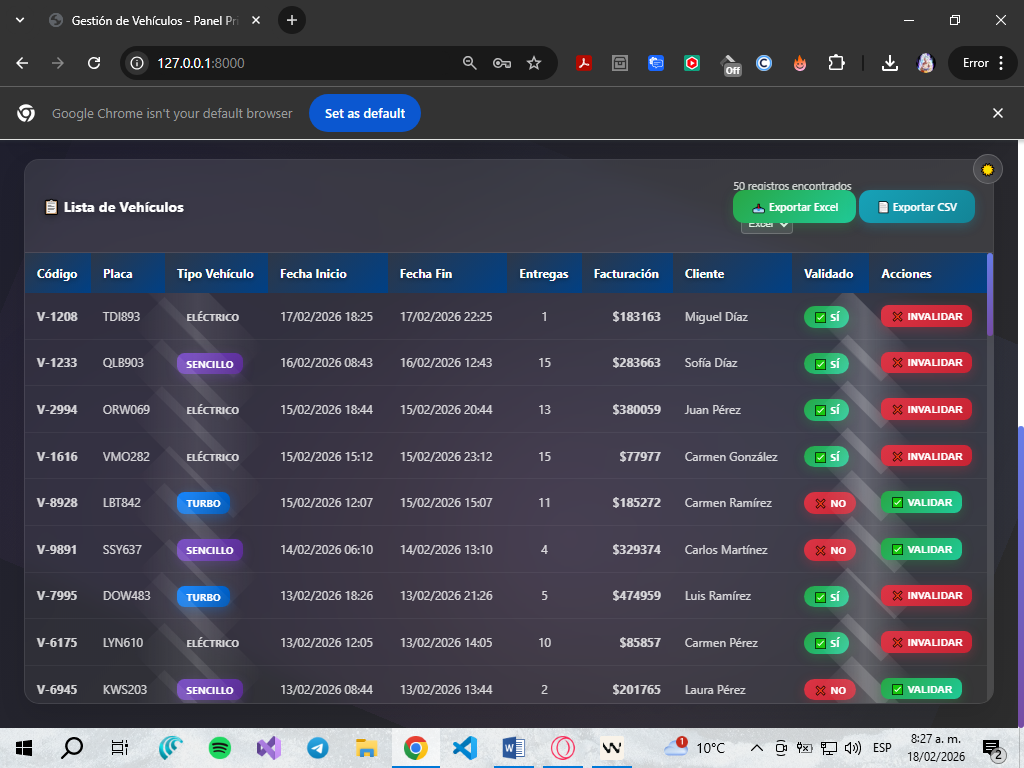 Gestión de Vehículos - Panel Pri
127.0.0.1:8000
Off
Error
Google Chrome isn't your default browser
Set as default
📋 Lista de Vehículos
50 registros encontrados
Exportar Excel
Exportar CSV
Excel
Código Placa Tipo Vehículo Fecha Inicio Fecha Fin Entregas Facturación Cliente Validado Acciones
V-1208 TDI893 ELÉCTRICO 17/02/2026 18:25 17/02/2026 22:25 1 $183163 Miguel Díaz ✅ SÍ ❌ INVALIDAR
V-1233 QLB903 SENCILLO 16/02/2026 08:43 16/02/2026 12:43 15 $283663 Sofía Díaz ✅ SÍ ❌ INVALIDAR
V-2994 ORW069 ELÉCTRICO 15/02/2026 18:44 15/02/2026 20:44 13 $380059 Juan Pérez ✅ SÍ ❌ INVALIDAR
V-1616 VMO282 ELÉCTRICO 15/02/2026 15:12 15/02/2026 23:12 15 $77977 Carmen González ✅ SÍ ❌ INVALIDAR
V-8928 LBT842 TURBO 15/02/2026 12:07 15/02/2026 15:07 11 $185272 Carmen Ramírez ❌ NO ✅ VALIDAR
V-9891 SSY637 SENCILLO 14/02/2026 06:10 14/02/2026 13:10 4 $329374 Carlos Martínez ❌ NO ✅ VALIDAR
V-7995 DOW483 TURBO 13/02/2026 18:26 13/02/2026 21:26 5 $474959 Luis Ramírez ✅ SÍ ❌ INVALIDAR
V-6175 LYN610 ELÉCTRICO 13/02/2026 12:05 13/02/2026 14:05 10 $85857 Carmen Pérez ✅ SÍ ❌ INVALIDAR
V-6945 KWS203 SENCILLO 13/02/2026 08:44 13/02/2026 13:44 2 $201765 Laura Pérez ❌ NO ✅ VALIDAR
1
10°C
ESP
8:27 a. m.
18/02/2026
2